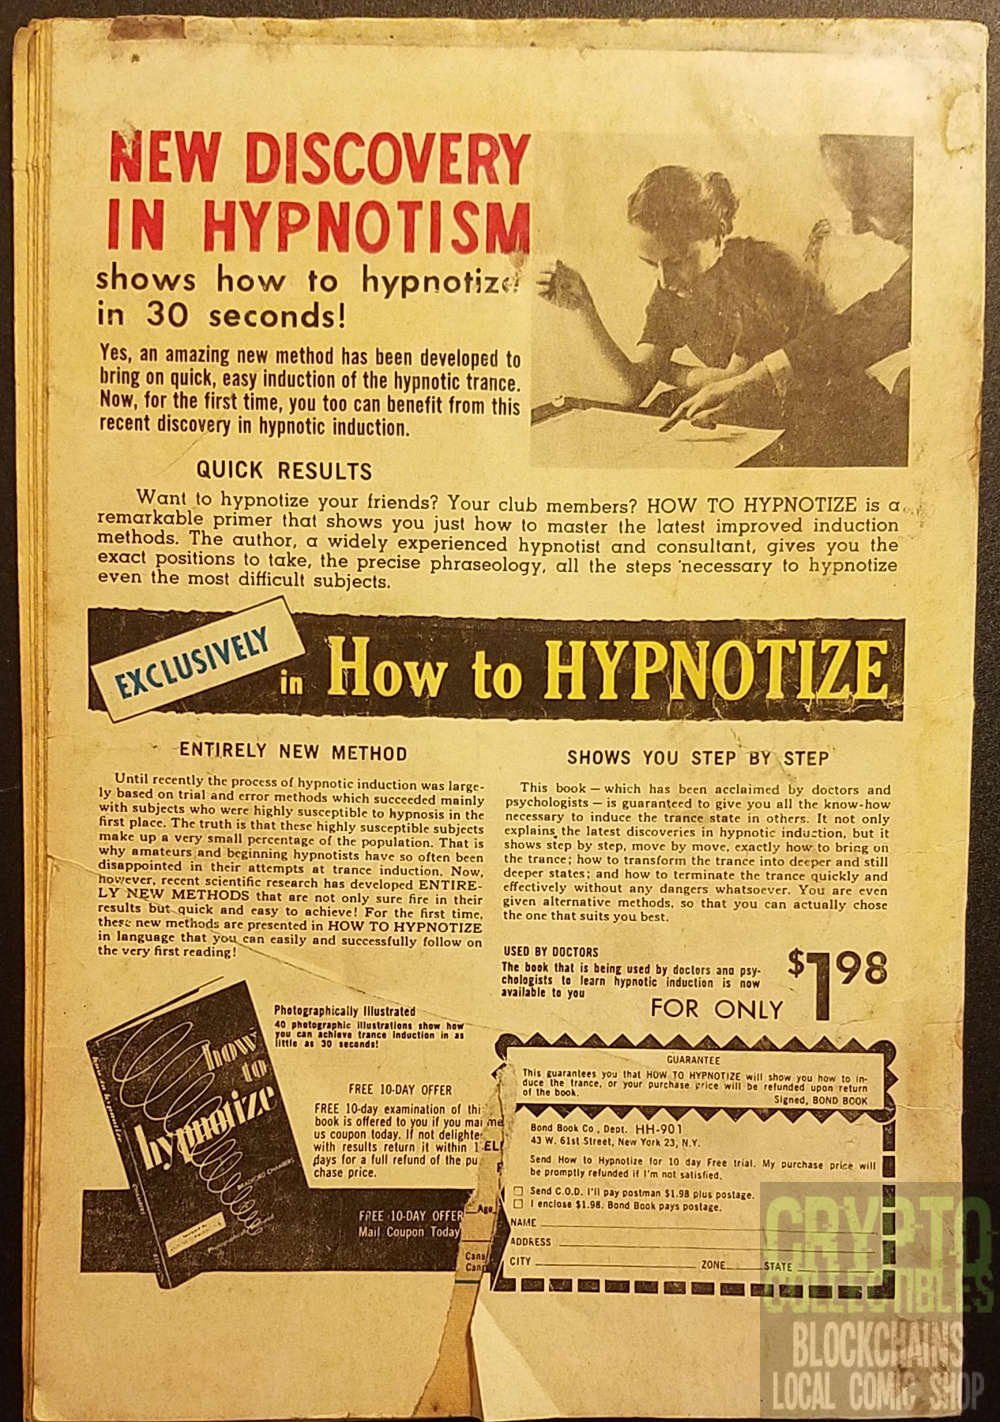 NEW DISCOVERY
IN HYPNOTISM
shows how to hypnotize
in 30 seconds!
Yes, an amazing new method has been developed to
bring on quick, easy induction of the hypnotic trance.
Now, for the first time, you too can benefit from this
recent discovery in hypnotic induction.
QUICK RESULTS
Want to hypnotize your friends? Your club members? HOW TO HYPNOTIZE is a
remarkable primer that shows you just how to master the latest improved induction
methods. The author, a widely experienced hypnotist and consultant, gives you the
exact positions to take, the precise phraseology, all the steps necessary to hypnotize
even the most difficult subjects.
EXCLUSIVELY
in How to HYPNOTIZE
ENTIRELY NEW METHOD
Until recently the process of hypnotic induction was large-
ly based on trial and error methods which succeeded mainly
with subjects who were highly susceptible to hypnosis in the
first place. The truth is that these highly susceptible subjects
make up a very small percentage of the population. That is
why amateurs and beginning hypnotists have so often been
disappointed in their attempts at trance induction. Now,
however, recent scientific research has developed ENTIRE-
LY NEW METHODS that are not only sure fire in their
results but quick and easy to achieve! For the first time,
these new methods are presented in HOW TO HYPNOTIZE
in language that you can easily and successfully follow on
the very first reading!
SHOWS YOU STEP BY STEP
This book — which has been acclaimed by doctors and
psychologists — is guaranteed to give you all the know-how
necessary to induce the trance state in others. It not only
explains the latest discoveries in hypnotic induction, but it
shows step by step, move by move, exactly how to bring on
the trance; how to transform the trance into deeper and still
deeper states; and how to terminate the trance quickly and
effectively without any dangers whatsoever. You are even
given alternative methods, so that you can actually chose
the one that suits you best.
USED BY DOCTORS
The book that is being used by doctors and psy-
chologists to learn hypnotic induction is now
available to you
FOR ONLY
$1 98
how
to
hypnotize
BRADFORD CHAMBERS
Photographically Illustrated
40 photographic illustrations show how
you can achieve trance induction in as
little as 30 seconds!
FREE 10-DAY OFFER
FREE 10-day examination of thi
book is offered to you if you mai
us coupon today. If not delighte
with results return it within 1
days for a full refund of the pu
chase price.
FREE 10-DAY OFFER
Mail Coupon Today
me
EL
Age
Cans
GUARANTEE
This guarantees you that HOW TO HYPNOTIZE will show you how to in-
duce the trance, or your purchase price will be refunded upon return
of the book.
Signed, BOND BOOK
Bond Book Co., Dept. HH-901
43 W. 61st Street, New York 23, N.Y.
Send How to Hypnotize for 10 day Free trial. My purchase price will
be promptly refunded if I'm not satisfied.
Send C.O.D. I'll pay postman $1.98 plus postage.
I enclose $1.98. Bond Book pays postage.
NAME
ADDRESS
CITY ZONE STATE
CRYPTO
COLLECTIBLES
BLOCKCHAINS
LOCAL COMIC SHOP